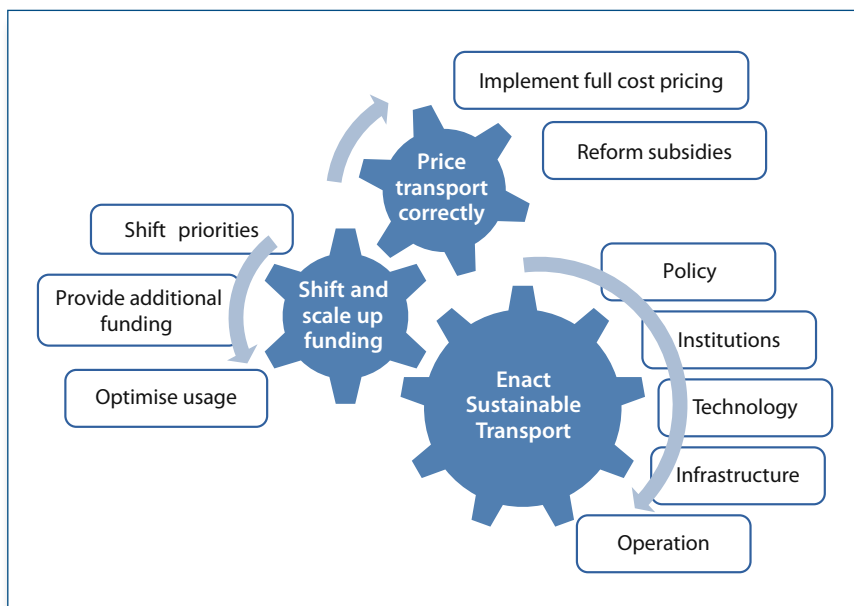 Implement full cost pricing
Reform subsidies
Price
transport
correctly
Shift priorities
Provide additional
funding
Optimise usage
Shift and
scale up
funding
Policy
Institutions
Technology
Infrastructure
Operation
Enact
Sustainable
Transport